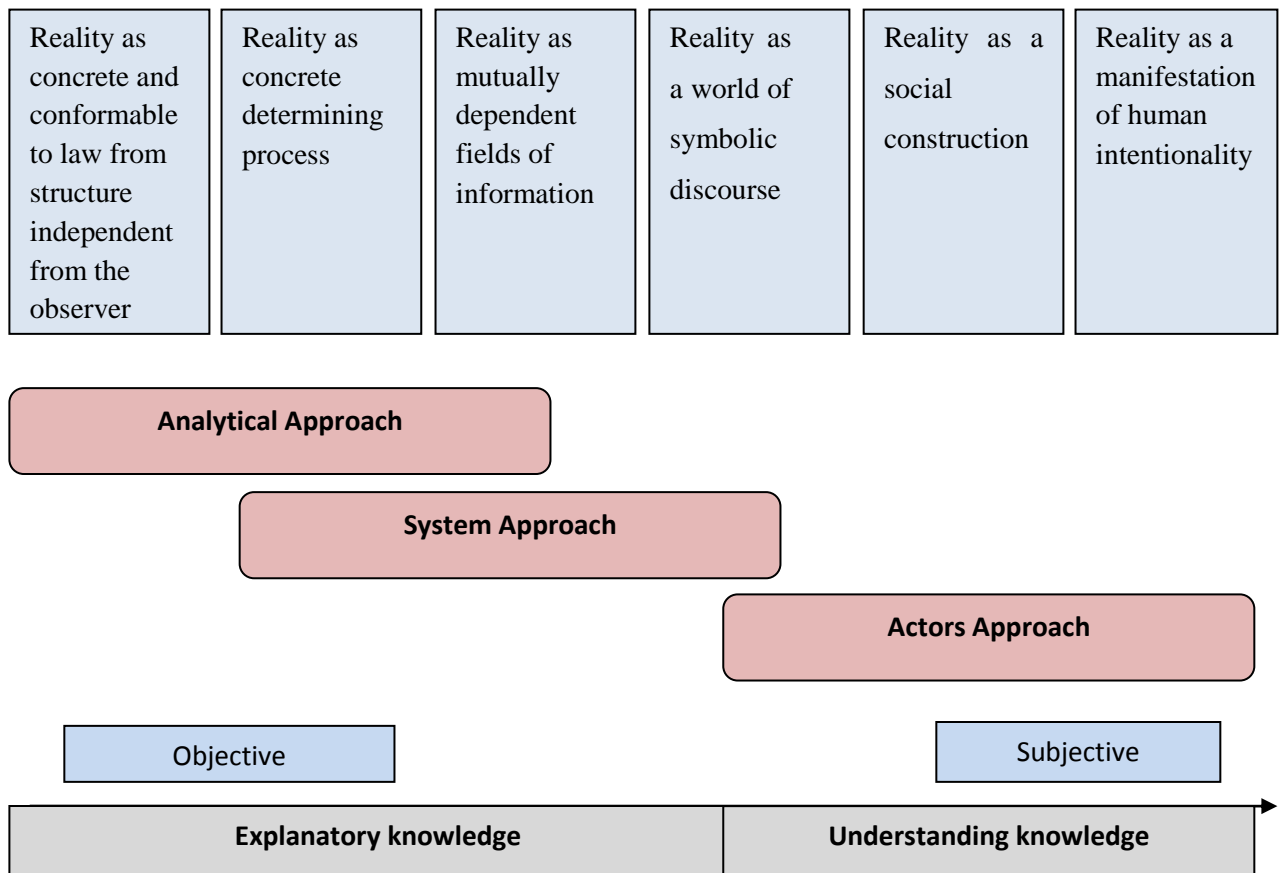 Reality as
concrete and
conformable
to law from
structure
independent
from the
observer
Reality as
concrete
determining
process
Reality as
mutually
dependent
fields of
information
Reality as
a world of
symbolic
discourse
Reality as a
social
construction
Reality as a
manifestation
of human
intentionality
Analytical Approach
System Approach
Actors Approach
Objective
Subjective
Explanatory knowledge
Understanding knowledge